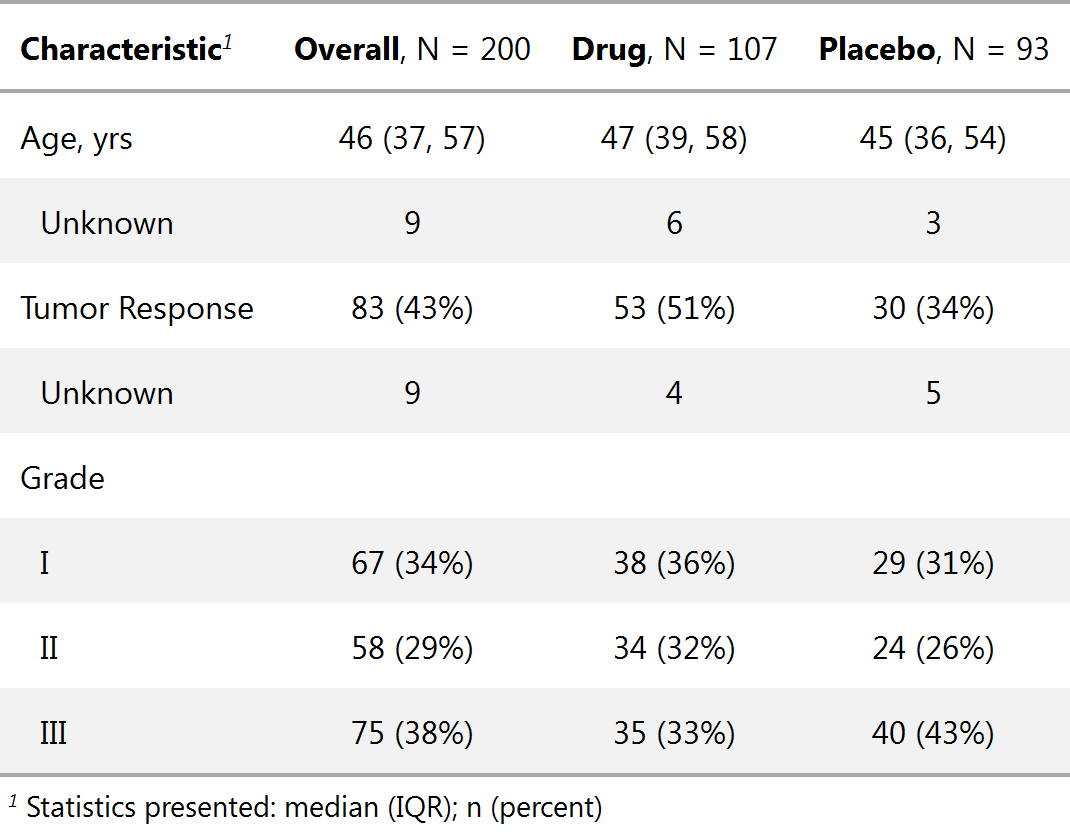 Characteristic1 Overall, N = 200 Drug, N = 107 Placebo, N = 93
Age, yrs 46 (37, 57) 47 (39, 58) 45 (36, 54)
Unknown 9 6 3
Tumor Response 83 (43%) 53 (51%) 30 (34%)
Unknown 9 4 5
Grade
I 67 (34%) 38 (36%) 29 (31%)
II 58 (29%) 34 (32%) 24 (26%)
III 75 (38%) 35 (33%) 40 (43%)
1 Statistics presented: median (IQR); n (percent)